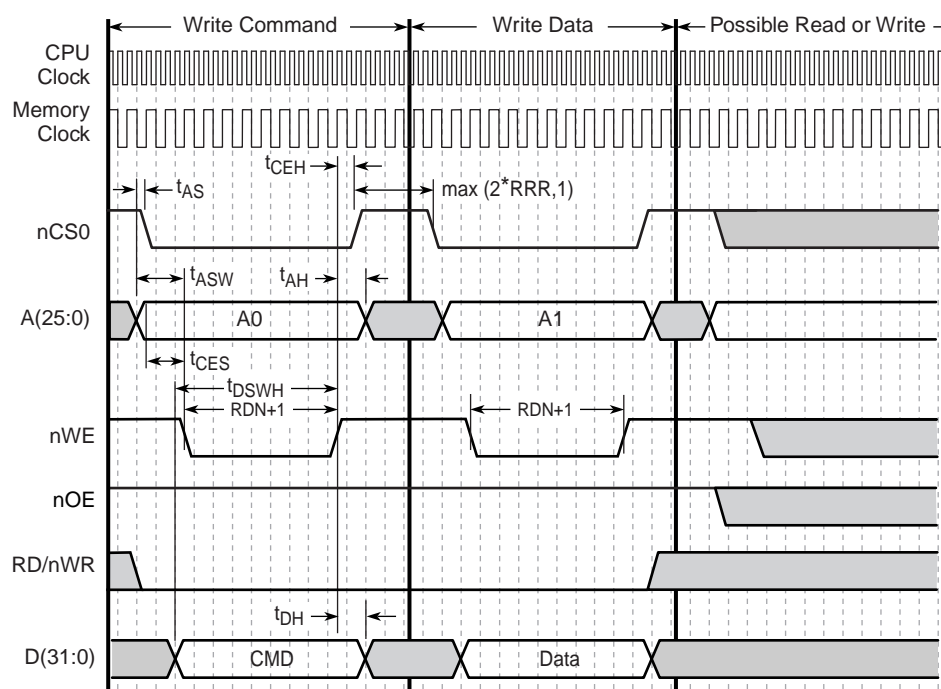 Write Command
Write Data
Possible Read or Write
CPU
Clock
Memory
Clock
tCEH
tAS
max (2*RRR,1)
nCS0
tASW
tAH
A(25:0)
A0
A1
tCES
tDSWH
RDN+1
RDN+1
nWE
nOE
RD/nWR
tDH
D(31:0)
CMD
Data